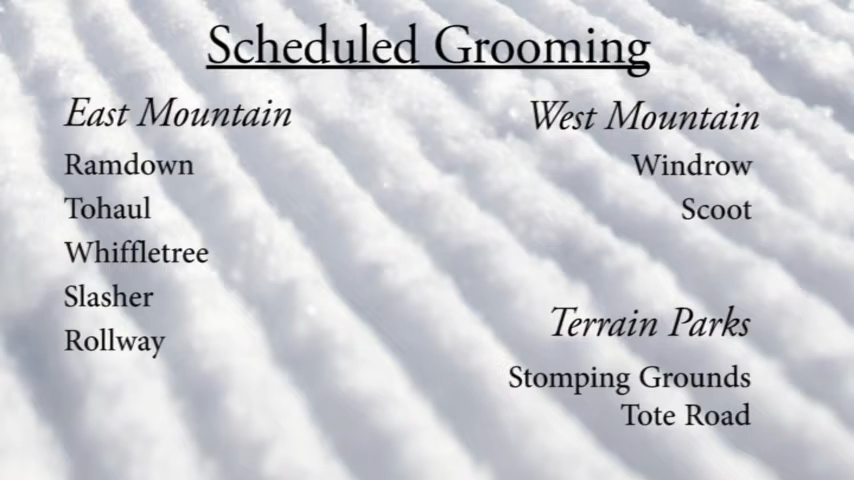 Scheduled Grooming
East Mountain
Ramdown
Tohaul
Whiffletree
Slasher
Rollway
West Mountain
Windrow
Scoot
Terrain Parks
Stomping Grounds
Tote Road